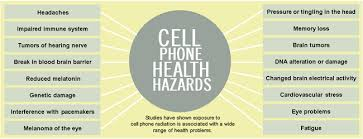 Headaches
Impaired immune system
Tumors of hearing nerve
Break in blood brain barrier
Reduced melatonin
Genetic damage
Interference with pacemakers
Melanoma of the eye
CELL
PHONE
HEALTH
HAZARDS
Studies have shown exposure to
cell phone radiation is associated with a wide
range of health problems.
Pressure or tingling in the head
Memory loss
Brain tumors
DNA alteration or damage
Changed brain electrical activity
Cardiovascular stress
Eye problems
Fatigue